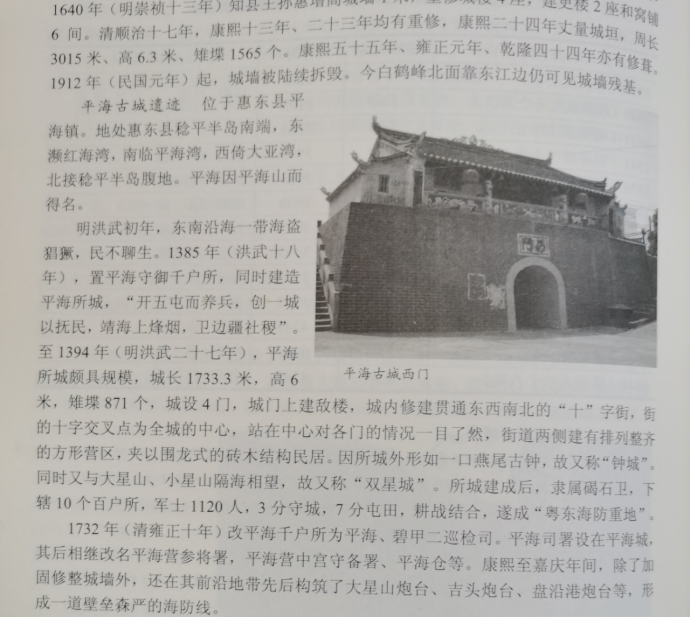 1640 年（明崇祯十三年）知县王孙惠增高城墙
6 间。清顺治十七年，康熙十三年、二十三年均有重修，康熙二十四年丈量城垣，周长
3015 米、高 6.3 米、雉堞 1565 个。康熙五十五年、雍正元年、乾隆四十四年亦有修葺。
1912 年（民国元年）起，城墙被陆续拆毁。今白鹤峰北面靠东江边仍可见城墙残基。
平海古城遗迹 位于惠东县平
海镇。地处惠东县稔平半岛南端，东
濒红海湾，南临平海湾，西倚大亚湾，
北接稔平半岛腹地。平海因平海山而
得名。
明洪武初年，东南沿海一带海盗
猖獗，民不聊生。1385 年（洪武十八
年），置平海守御千户所，同时建造
平海所城，“开五屯而养兵，创一城
以抚民，靖海上烽烟，卫边疆社稷”。
至 1394 年（明洪武二十七年），平海
所城颇具规模，城长 1733.3 米，高 6
西門
平海古城西门
米，雉堞 871 个，城设 4 门，城门上建敌楼，城内修建贯通东西南北的“十”字街，街
的十字交叉点为全城的中心，站在中心对各门的情况一目了然，街道两侧建有排列整齐
的方形营区，夹以围龙式的砖木结构民居。因所城外形如一口燕尾古钟，故又称“钟城”。
同时又与大星山、小星山隔海相望，故又称“双星城”。所城建成后，隶属碣石卫，下
辖 10 个百户所，军士 1120 人，3 分守城，7 分屯田，耕战结合，遂成“粤东海防重地”。
1732 年（清雍正十年）改平海千户所为平海、碧甲二巡检司。平海司署设在平海城，
其后相继改名平海营参将署，平海营中宫守备署、平海仓等。康熙至嘉庆年间，除了加
固修整城墙外，还在其前沿地带先后构筑了大星山炮台、吉头炮台、盘沿港炮台等，形
成一道壁垒森严的海防线。